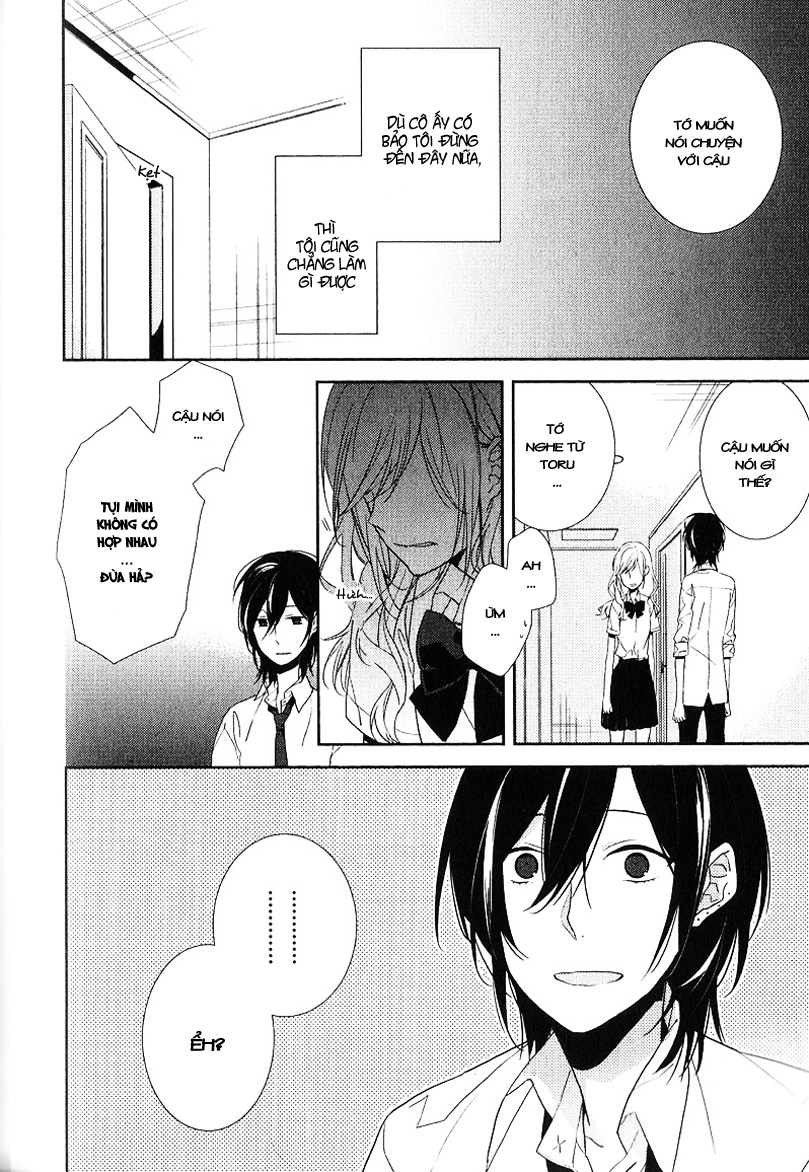 TỚ MUỐN
NÓI CHUYỆN
VỚI CẬU
DÙ CÔ ẤY CÓ
BẢO TÔI ĐỪNG
ĐẾN ĐÂY NỮA,
THÌ
TÔI CŨNG
CHẲNG LÀM
GÌ ĐƯỢC
Kẹt
CẬU MUỐN
NÓI GÌ
THẾ?
TỚ
NGHE TỪ
TORU
...
AH
...
ỪM
...
Hưh...
CẬU NÓI
...
TỤI MÌNH
KHÔNG CÓ
HỢP NHAU
...
ĐÙA HẢ?
............
ỂH?